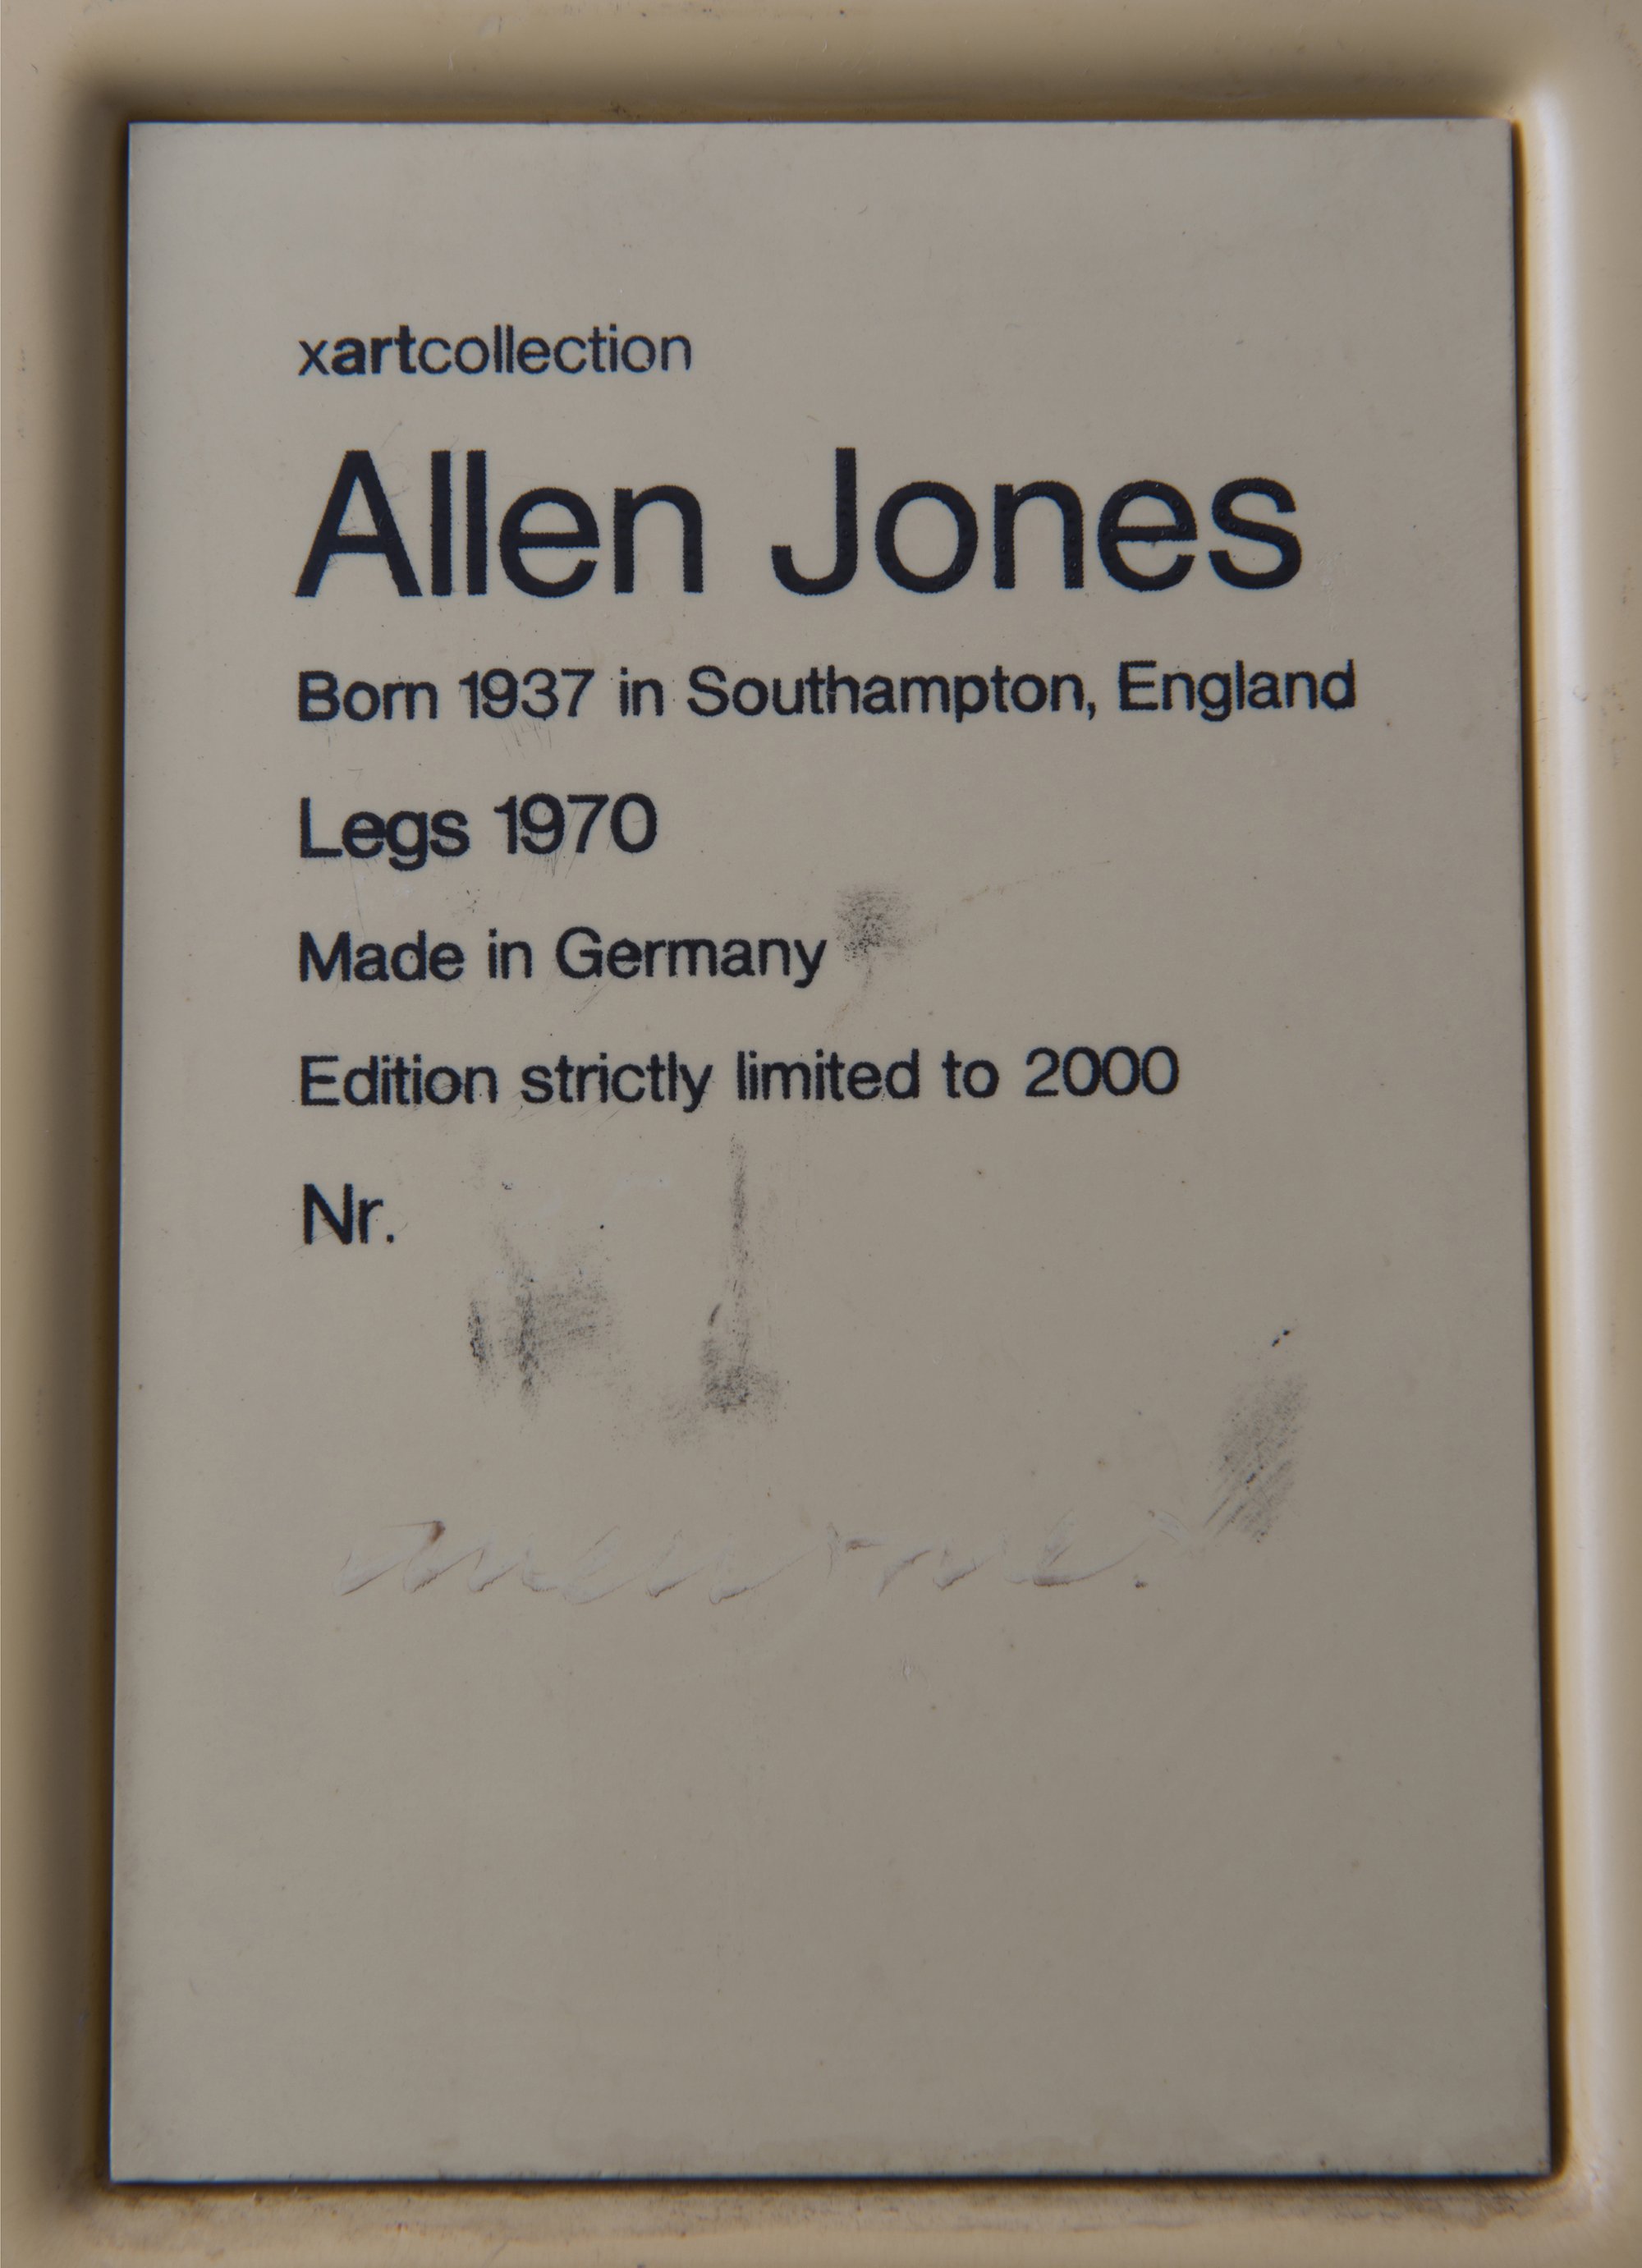 xartcollection
Allen Jones
Born 1937 in Southampton, England
Legs 1970
Made in Germany
Edition strictly limited to 2000
Nr.